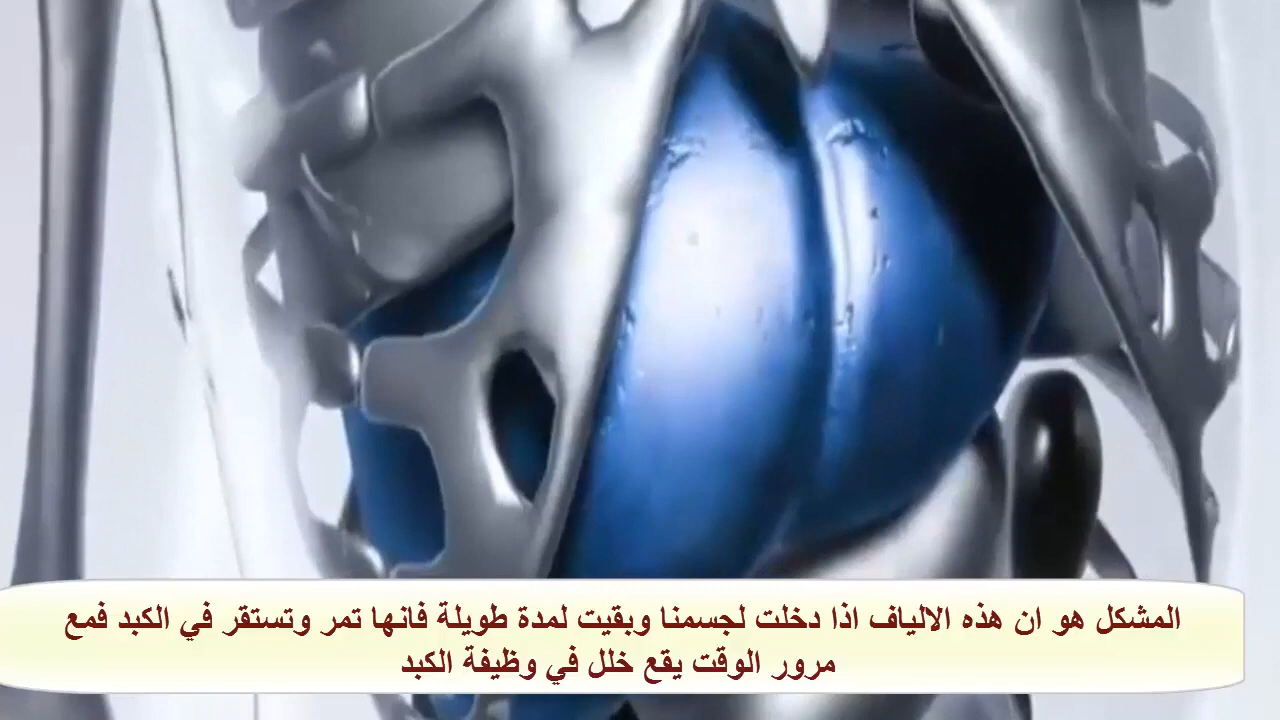 المشكل هو ان هذه الالياف اذا دخلت لجسمنا وبقيت لمدة طويلة فانها تمر وتستقر في الكبد فمع
مرور الوقت يقع خلل في وظيفة الكبد